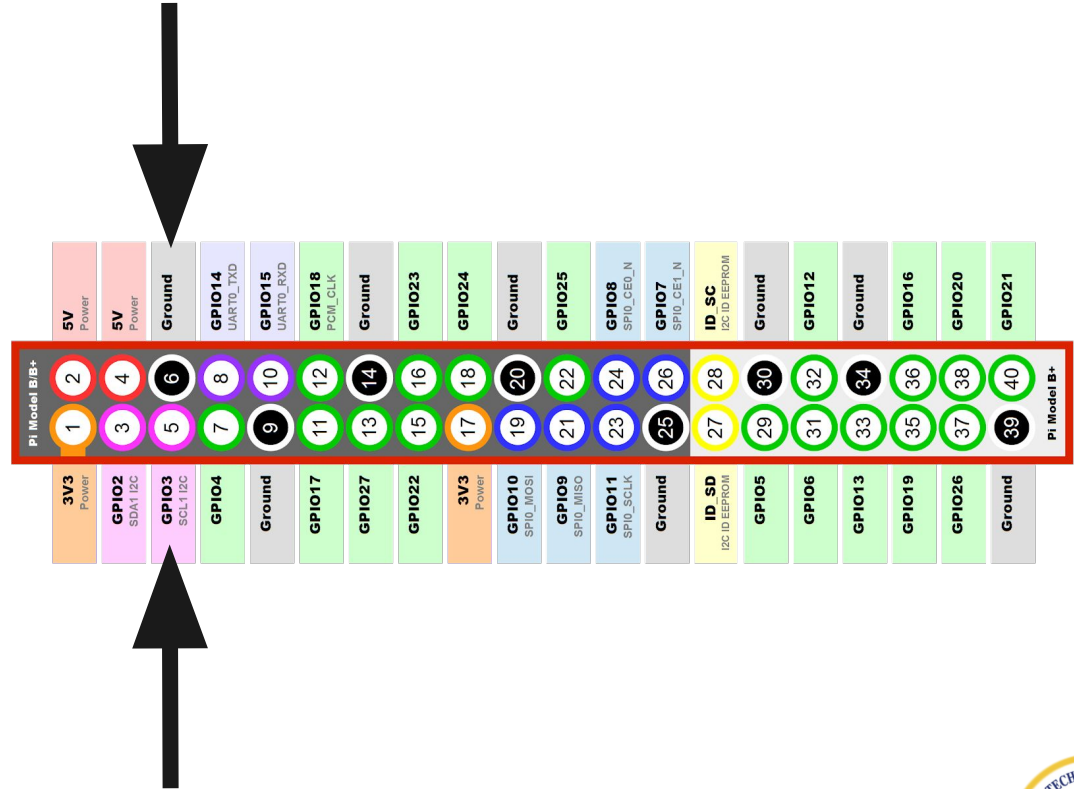 5V
Power
5V
Power
Ground
GPIO14
UART0_TXD
GPIO15
UART0_RXD
GPIO18
PCM_CLK
Ground
GPIO23
GPIO24
Ground
GPIO25
GPIO8
SPI0_CE0_N
GPIO7
SPI0_CE1_N
ID_SC
I2C ID EEPROM
Ground
GPIO12
Ground
GPIO16
GPIO20
GPIO21
Pi Model B/B+
2 4 6 8 10 12 14 16 18 20 22 24 26 28 30 32 34 36 38 40
1 3 5 7 9 11 13 15 17 19 21 23 25 27 29 31 33 35 37 39
Pi Model B+
3V3
Power
GPIO2
SDA1 I2C
GPIO3
SCL1 I2C
GPIO4
Ground
GPIO17
GPIO27
GPIO22
3V3
Power
GPIO10
SPI0_MOSI
GPIO9
SPI0_MISO
GPIO11
SPI0_SCLK
Ground
ID_SD
I2C ID EEPROM
GPIO5
GPIO6
GPIO13
GPIO19
GPIO26
Ground